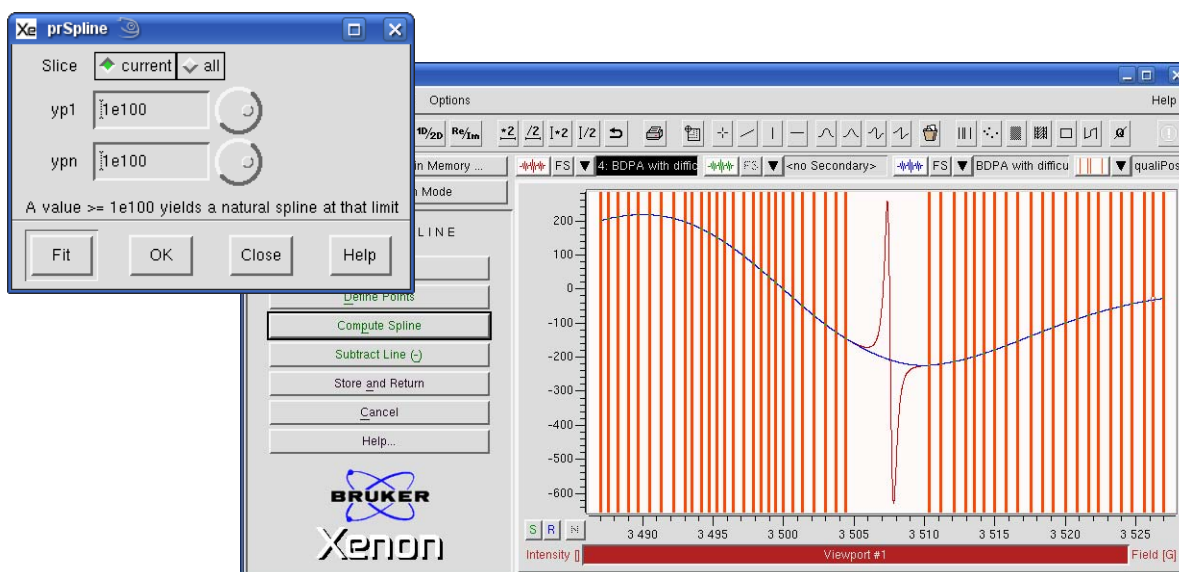 Xe prSpline
Slice current all
yp1 1e100
ypn 1e100
A value >= 1e100 yields a natural spline at that limit
Fit OK Close Help
Options Help
1D/2D Re/Im *2 /2 I*2 I/2
in Memory ... FS 4: BDPA with diffic FS <no Secondary> FS BDPA with difficu qualiPos
n Mode
LINE
Define Points
Compute Spline
Subtract Line (-)
Store and Return
Cancel
Help...
BRUKER
Xenon
200
100
0
-100
-200
-300
-400
-500
-600
S R N
3 490 3 495 3 500 3 505 3 510 3 515 3 520 3 525
Intensity [] Viewport #1 Field [G]